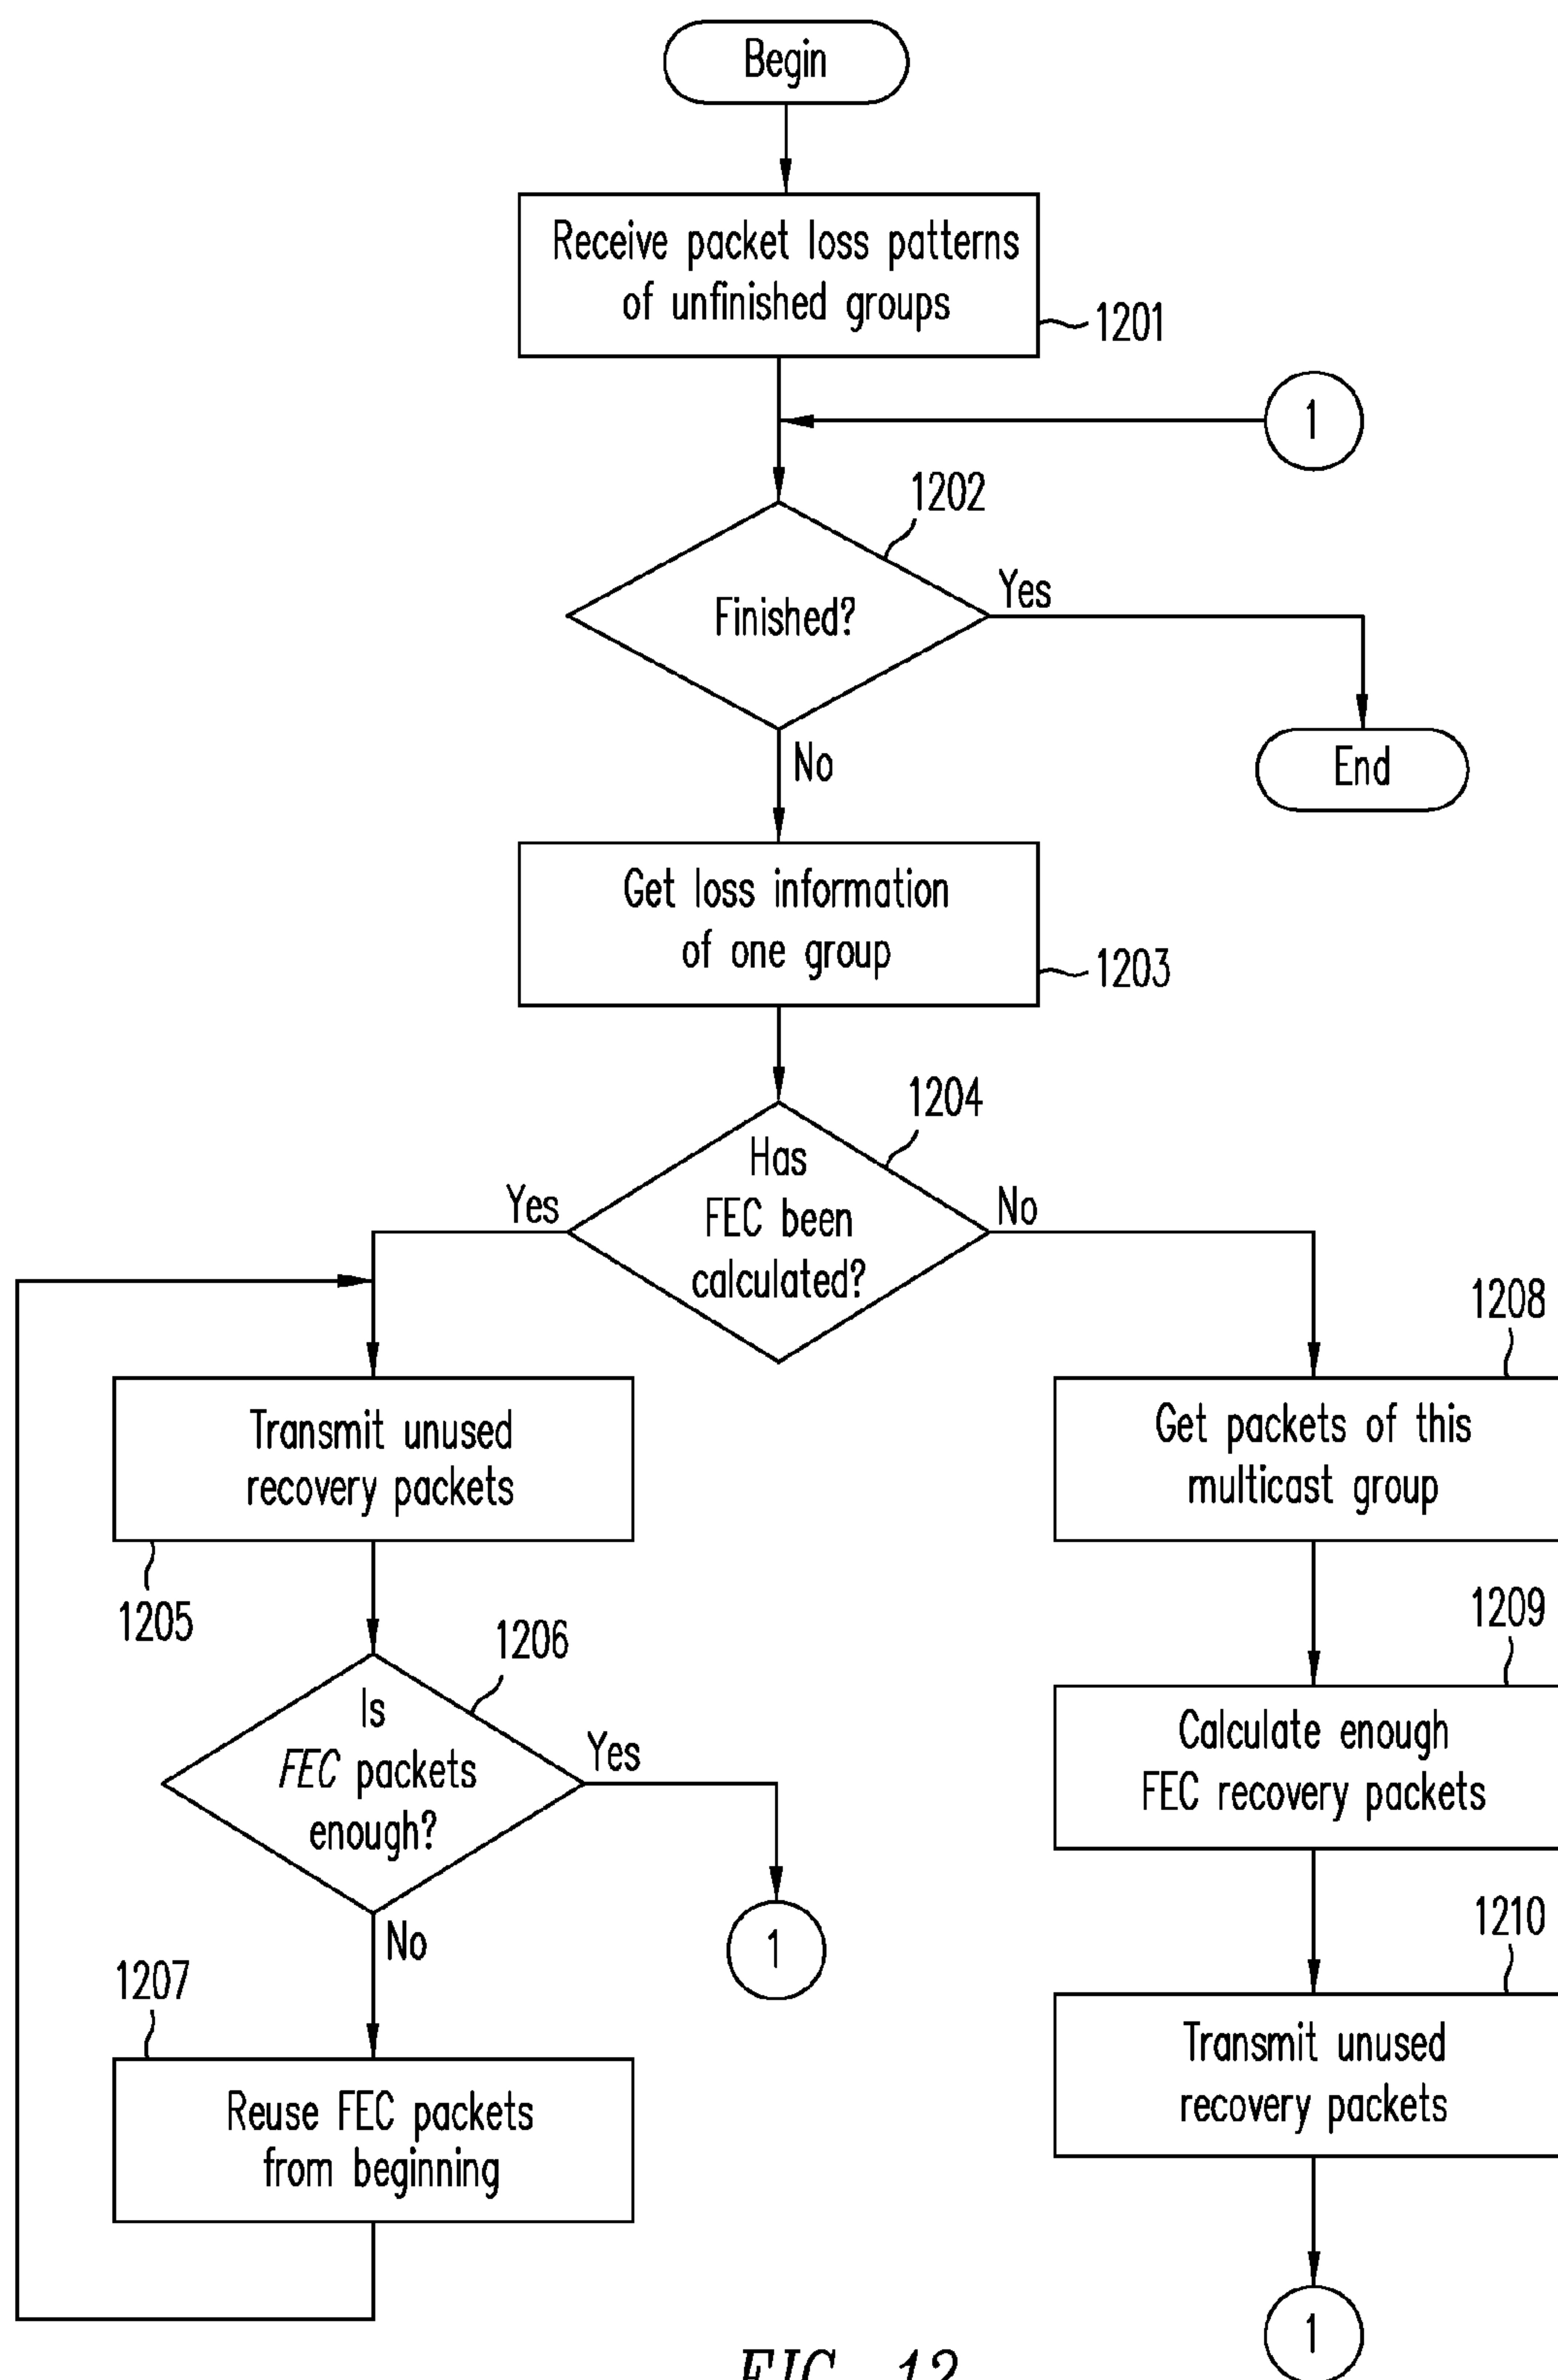 Begin
Receive packet loss patterns
of unfinished groups
1201
1
1202
Finished?
Yes
No
End
Get loss information
of one group
1203
1204
Has
FEC been
calculated?
Yes
No
1208
Transmit unused
recovery packets
1205
Get packets of this
multicast group
1206
Is
FEC packets
enough?
Yes
No
1
1209
Calculate enough
FEC recovery packets
1207
Reuse FEC packets
from beginning
1210
Transmit unused
recovery packets
1
FIG. 12